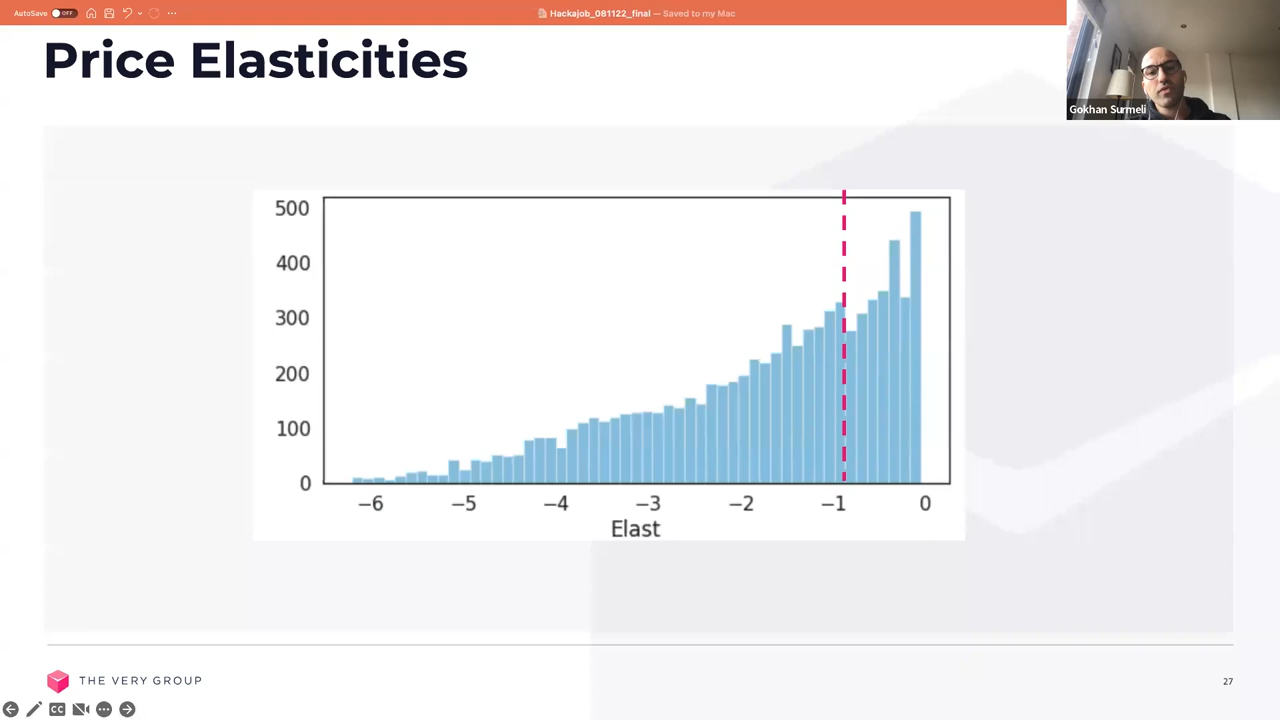 AutoSave OFF
Hackajob_081122_final — Saved to my Mac
Price Elasticities
Gokhan Surmeli
500
400
300
200
100
0
−6 −5 −4 −3 −2 −1 0
Elast
THE VERY GROUP
27
CC